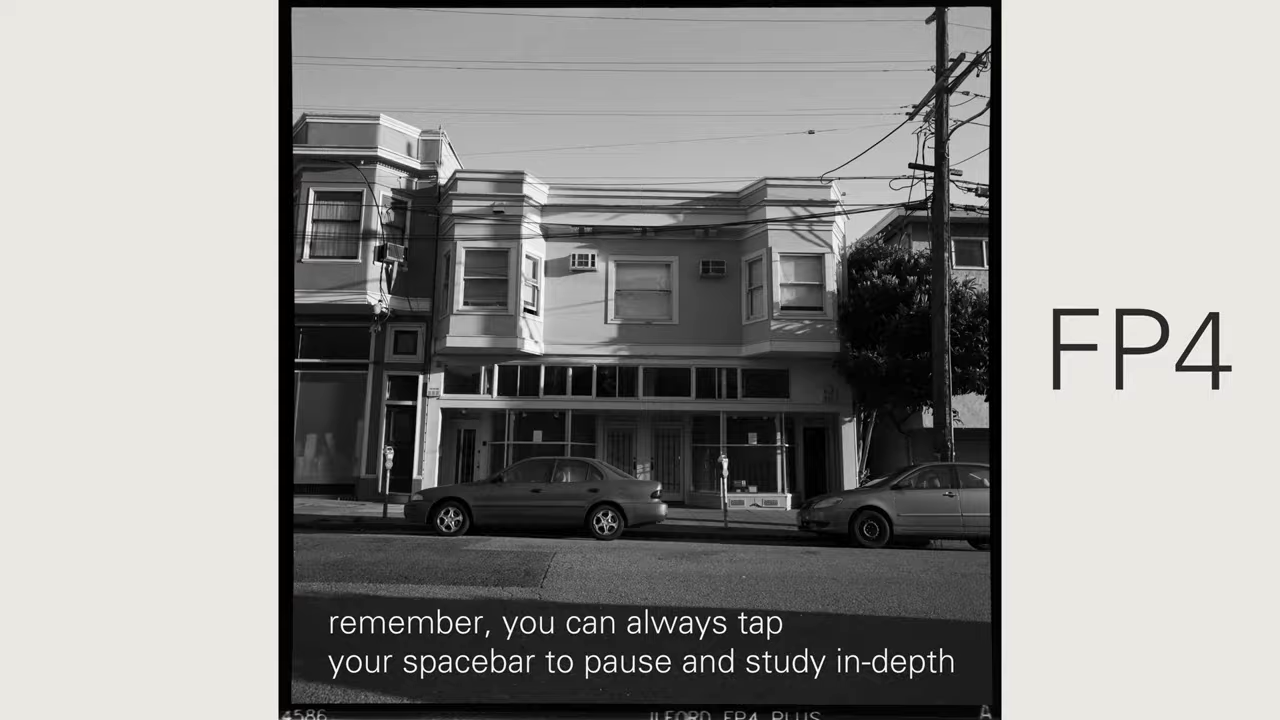 FP4
remember, you can always tap
your spacebar to pause and study in-depth
4586
ILFORD FP4 PLUS
A